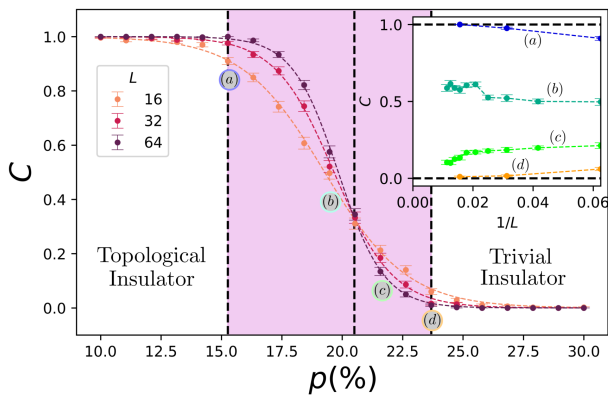 1.0
0.8
0.6
0.4
0.2
0.0
C
10.0
12.5
15.0
17.5
20.0
22.5
25.0
27.5
30.0
p(%)
L
16
32
64
(a)
(b)
(c)
(d)
Topological
Insulator
Trivial
Insulator
1.0
0.5
0.0
C
0.00
0.02
0.04
0.06
1/L
(a)
(b)
(c)
(d)